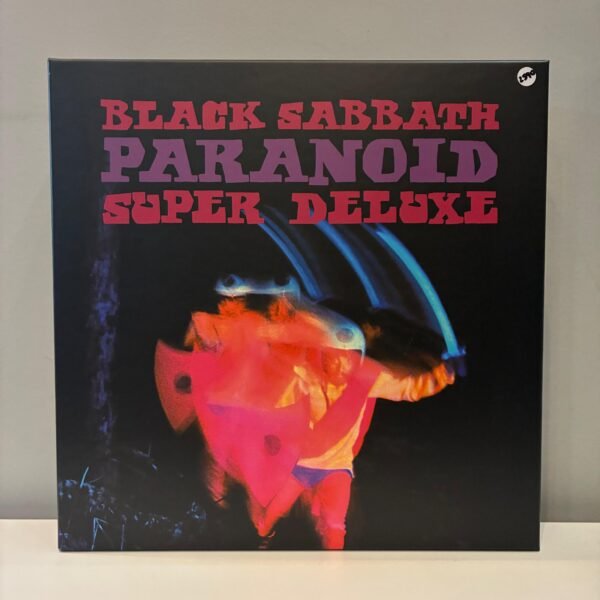 BLACK SABBATH
PARANOID
SUPER DELUXE